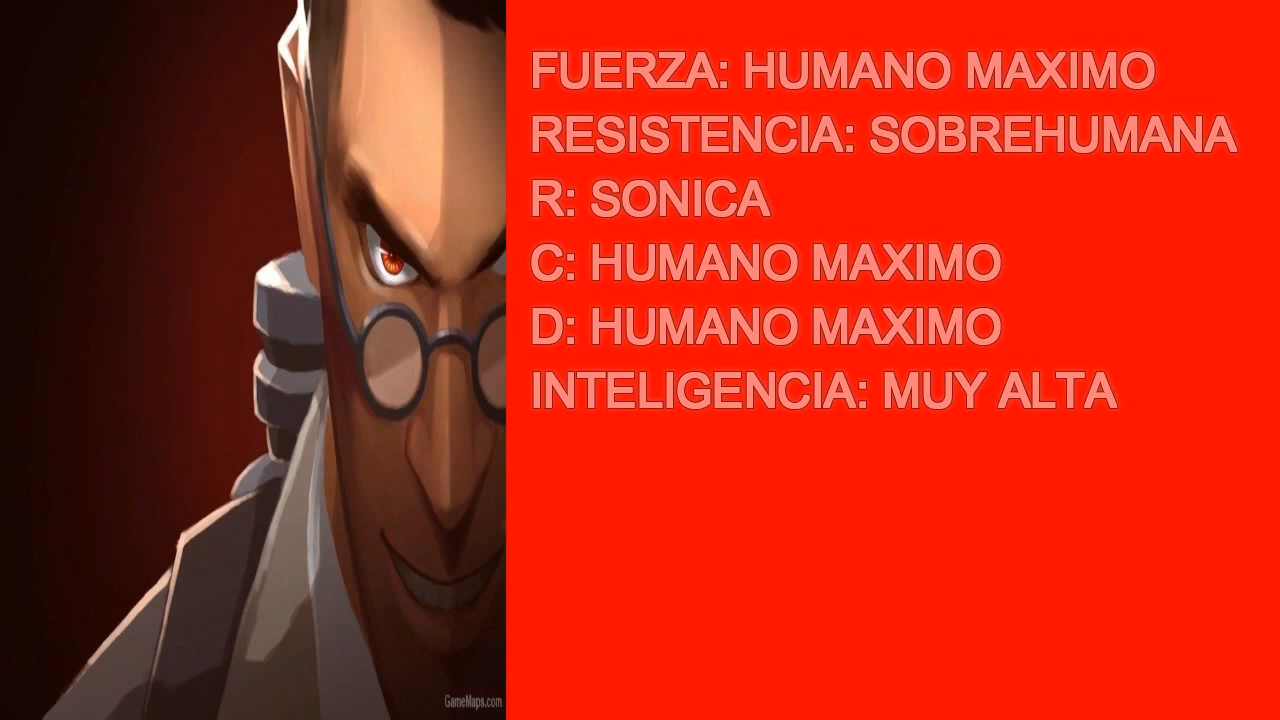 FUERZA: HUMANO MAXIMO
RESISTENCIA: SOBREHUMANA
R: SONICA
C: HUMANO MAXIMO
D: HUMANO MAXIMO
INTELIGENCIA: MUY ALTA
GameMaps.com